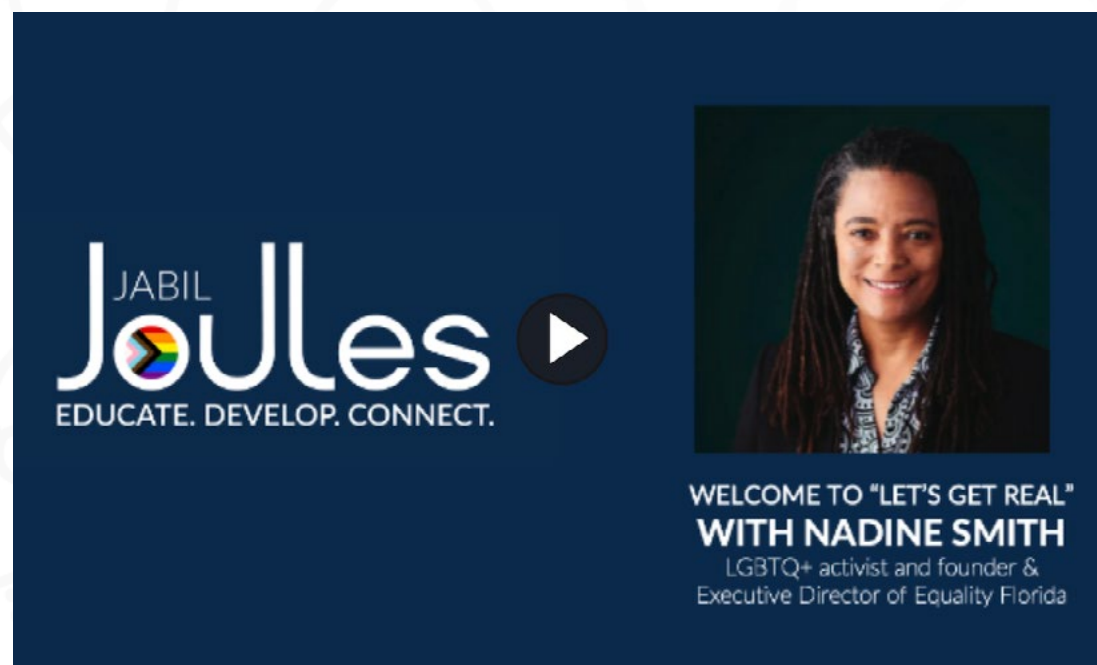 JABIL
Joules
EDUCATE. DEVELOP. CONNECT.
WELCOME TO “LET’S GET REAL”
WITH NADINE SMITH
LGBTQ+ activist and founder &
Executive Director of Equality Florida